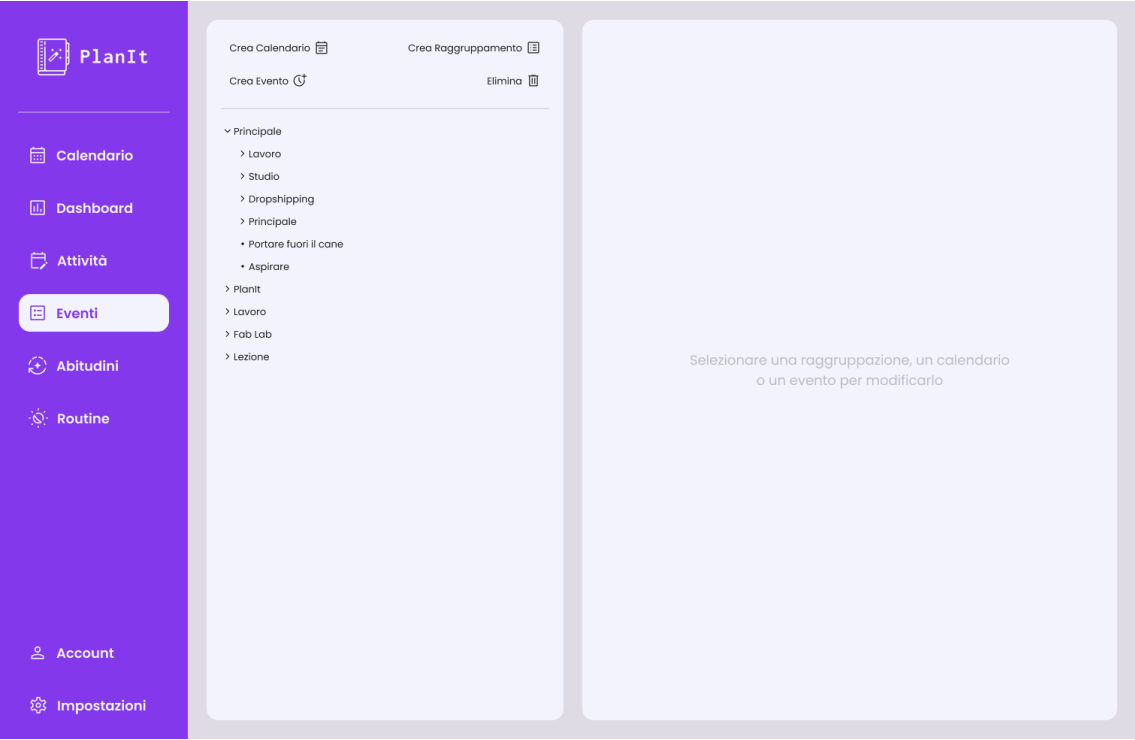 PlanIt
Calendario
Dashboard
Attività
Eventi
Abitudini
Routine
Account
Impostazioni
Crea Calendario
Crea Raggruppamento
Crea Evento
Elimina
Principale
Lavoro
Studio
Dropshipping
Principale
• Portare fuori il cane
• Aspirare
PlanIt
Lavoro
Fab Lab
Lezione
Selezionare una raggruppazione, un calendario
o un evento per modificarlo